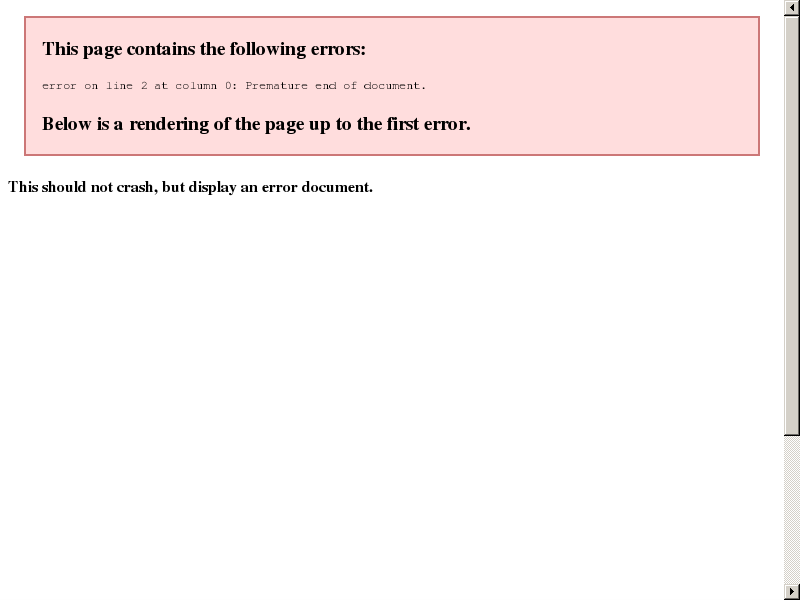 This page contains the following errors:
error on line 2 at column 0: Premature end of document.
Below is a rendering of the page up to the first error.
This should not crash, but display an error document.